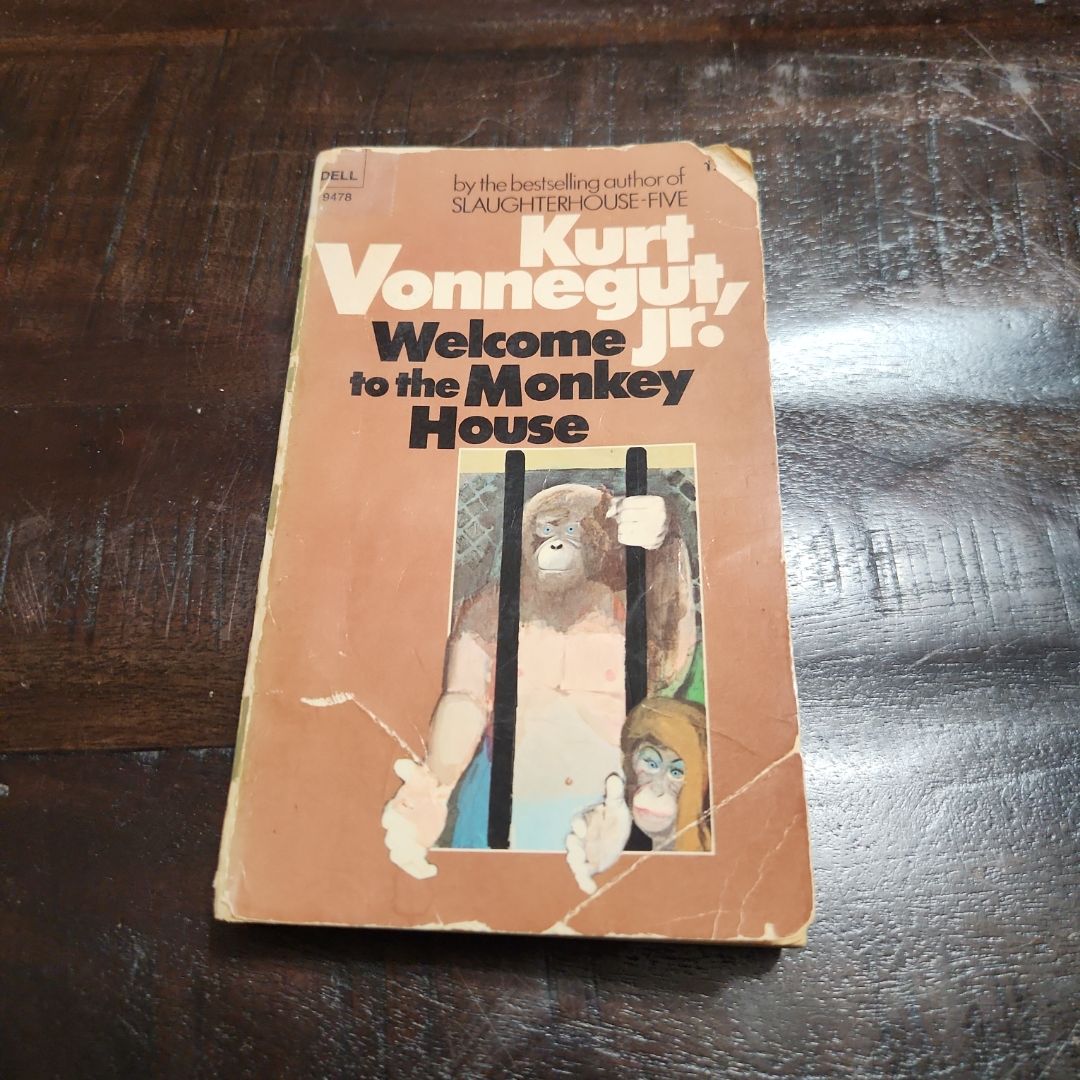 DELL
9478
by the bestselling author of
SLAUGHTERHOUSE-FIVE
Kurt
Vonnegut,
jr.
Welcome
to the Monkey
House